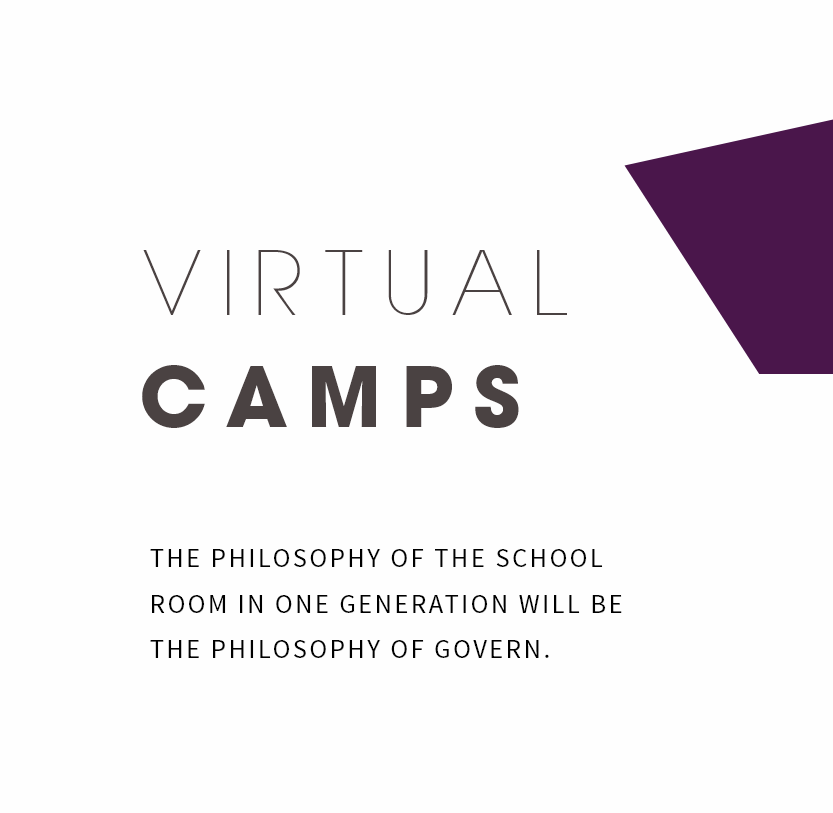 VIRTUAL
CAMPS
THE PHILOSOPHY OF THE SCHOOL
ROOM IN ONE GENERATION WILL BE
THE PHILOSOPHY OF GOVERN.